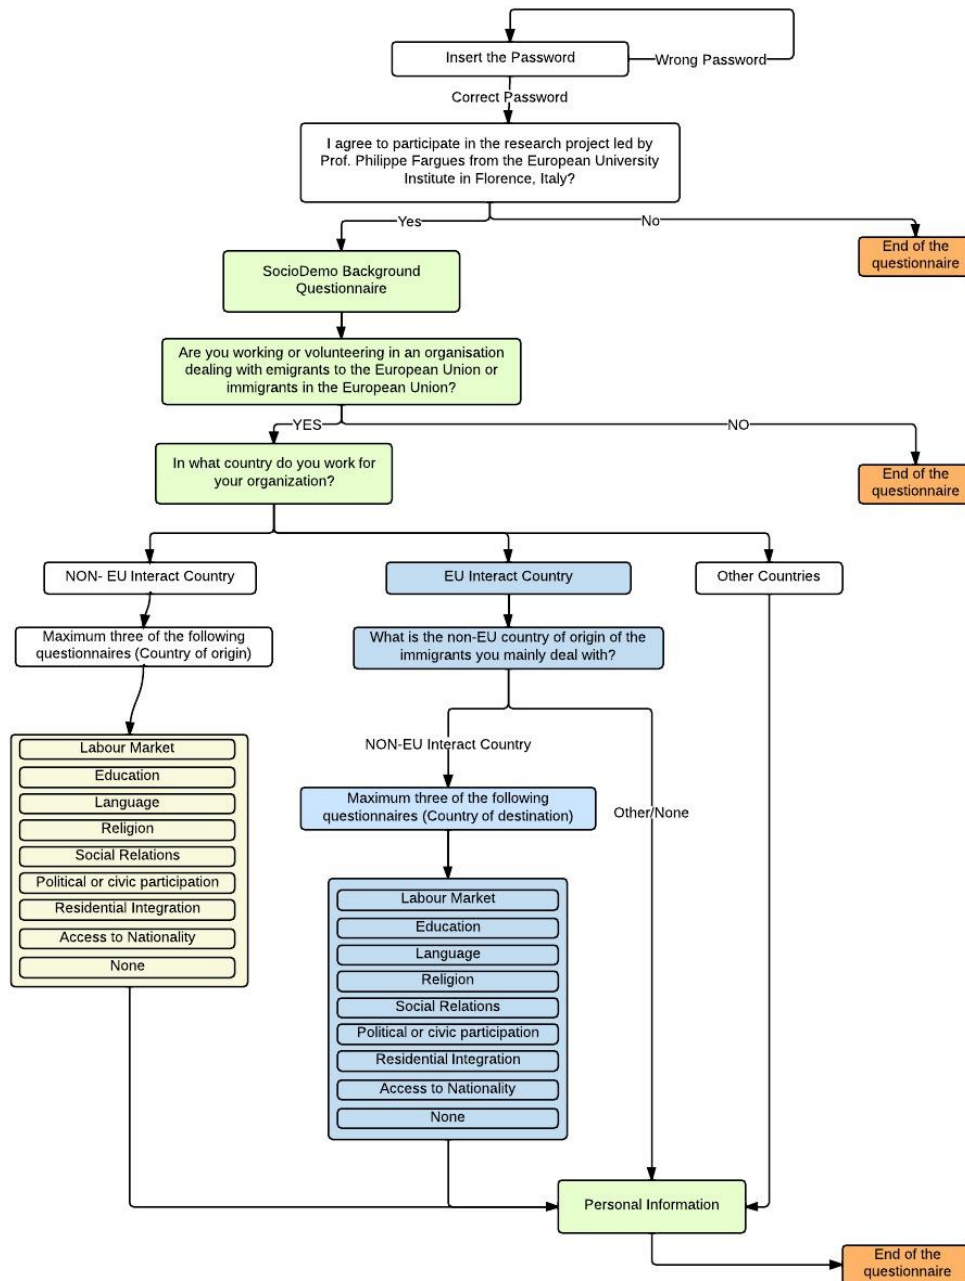 Insert the Password
Wrong Password
Correct Password
I agree to participate in the research project led by
Prof. Philippe Fargues from the European University
Institute in Florence, Italy?
Yes
No
End of the
questionnaire
SocioDemo Background
Questionnaire
Are you working or volunteering in an organisation
dealing with emigrants to the European Union or
immigrants in the European Union?
YES
NO
In what country do you work for
your organization?
End of the
questionnaire
NON- EU Interact Country
EU Interact Country
Other Countries
Maximum three of the following
questionnaires (Country of origin)
What is the non-EU country of origin of the
immigrants you mainly deal with?
Labour Market
Education
Language
Religion
Social Relations
Political or civic participation
Residential Integration
Access to Nationality
None
NON-EU Interact Country
Other/None
Maximum three of the following
questionnaires (Country of destination)
Labour Market
Education
Language
Religion
Social Relations
Political or civic participation
Residential Integration
Access to Nationality
None
Personal Information
End of the
questionnaire